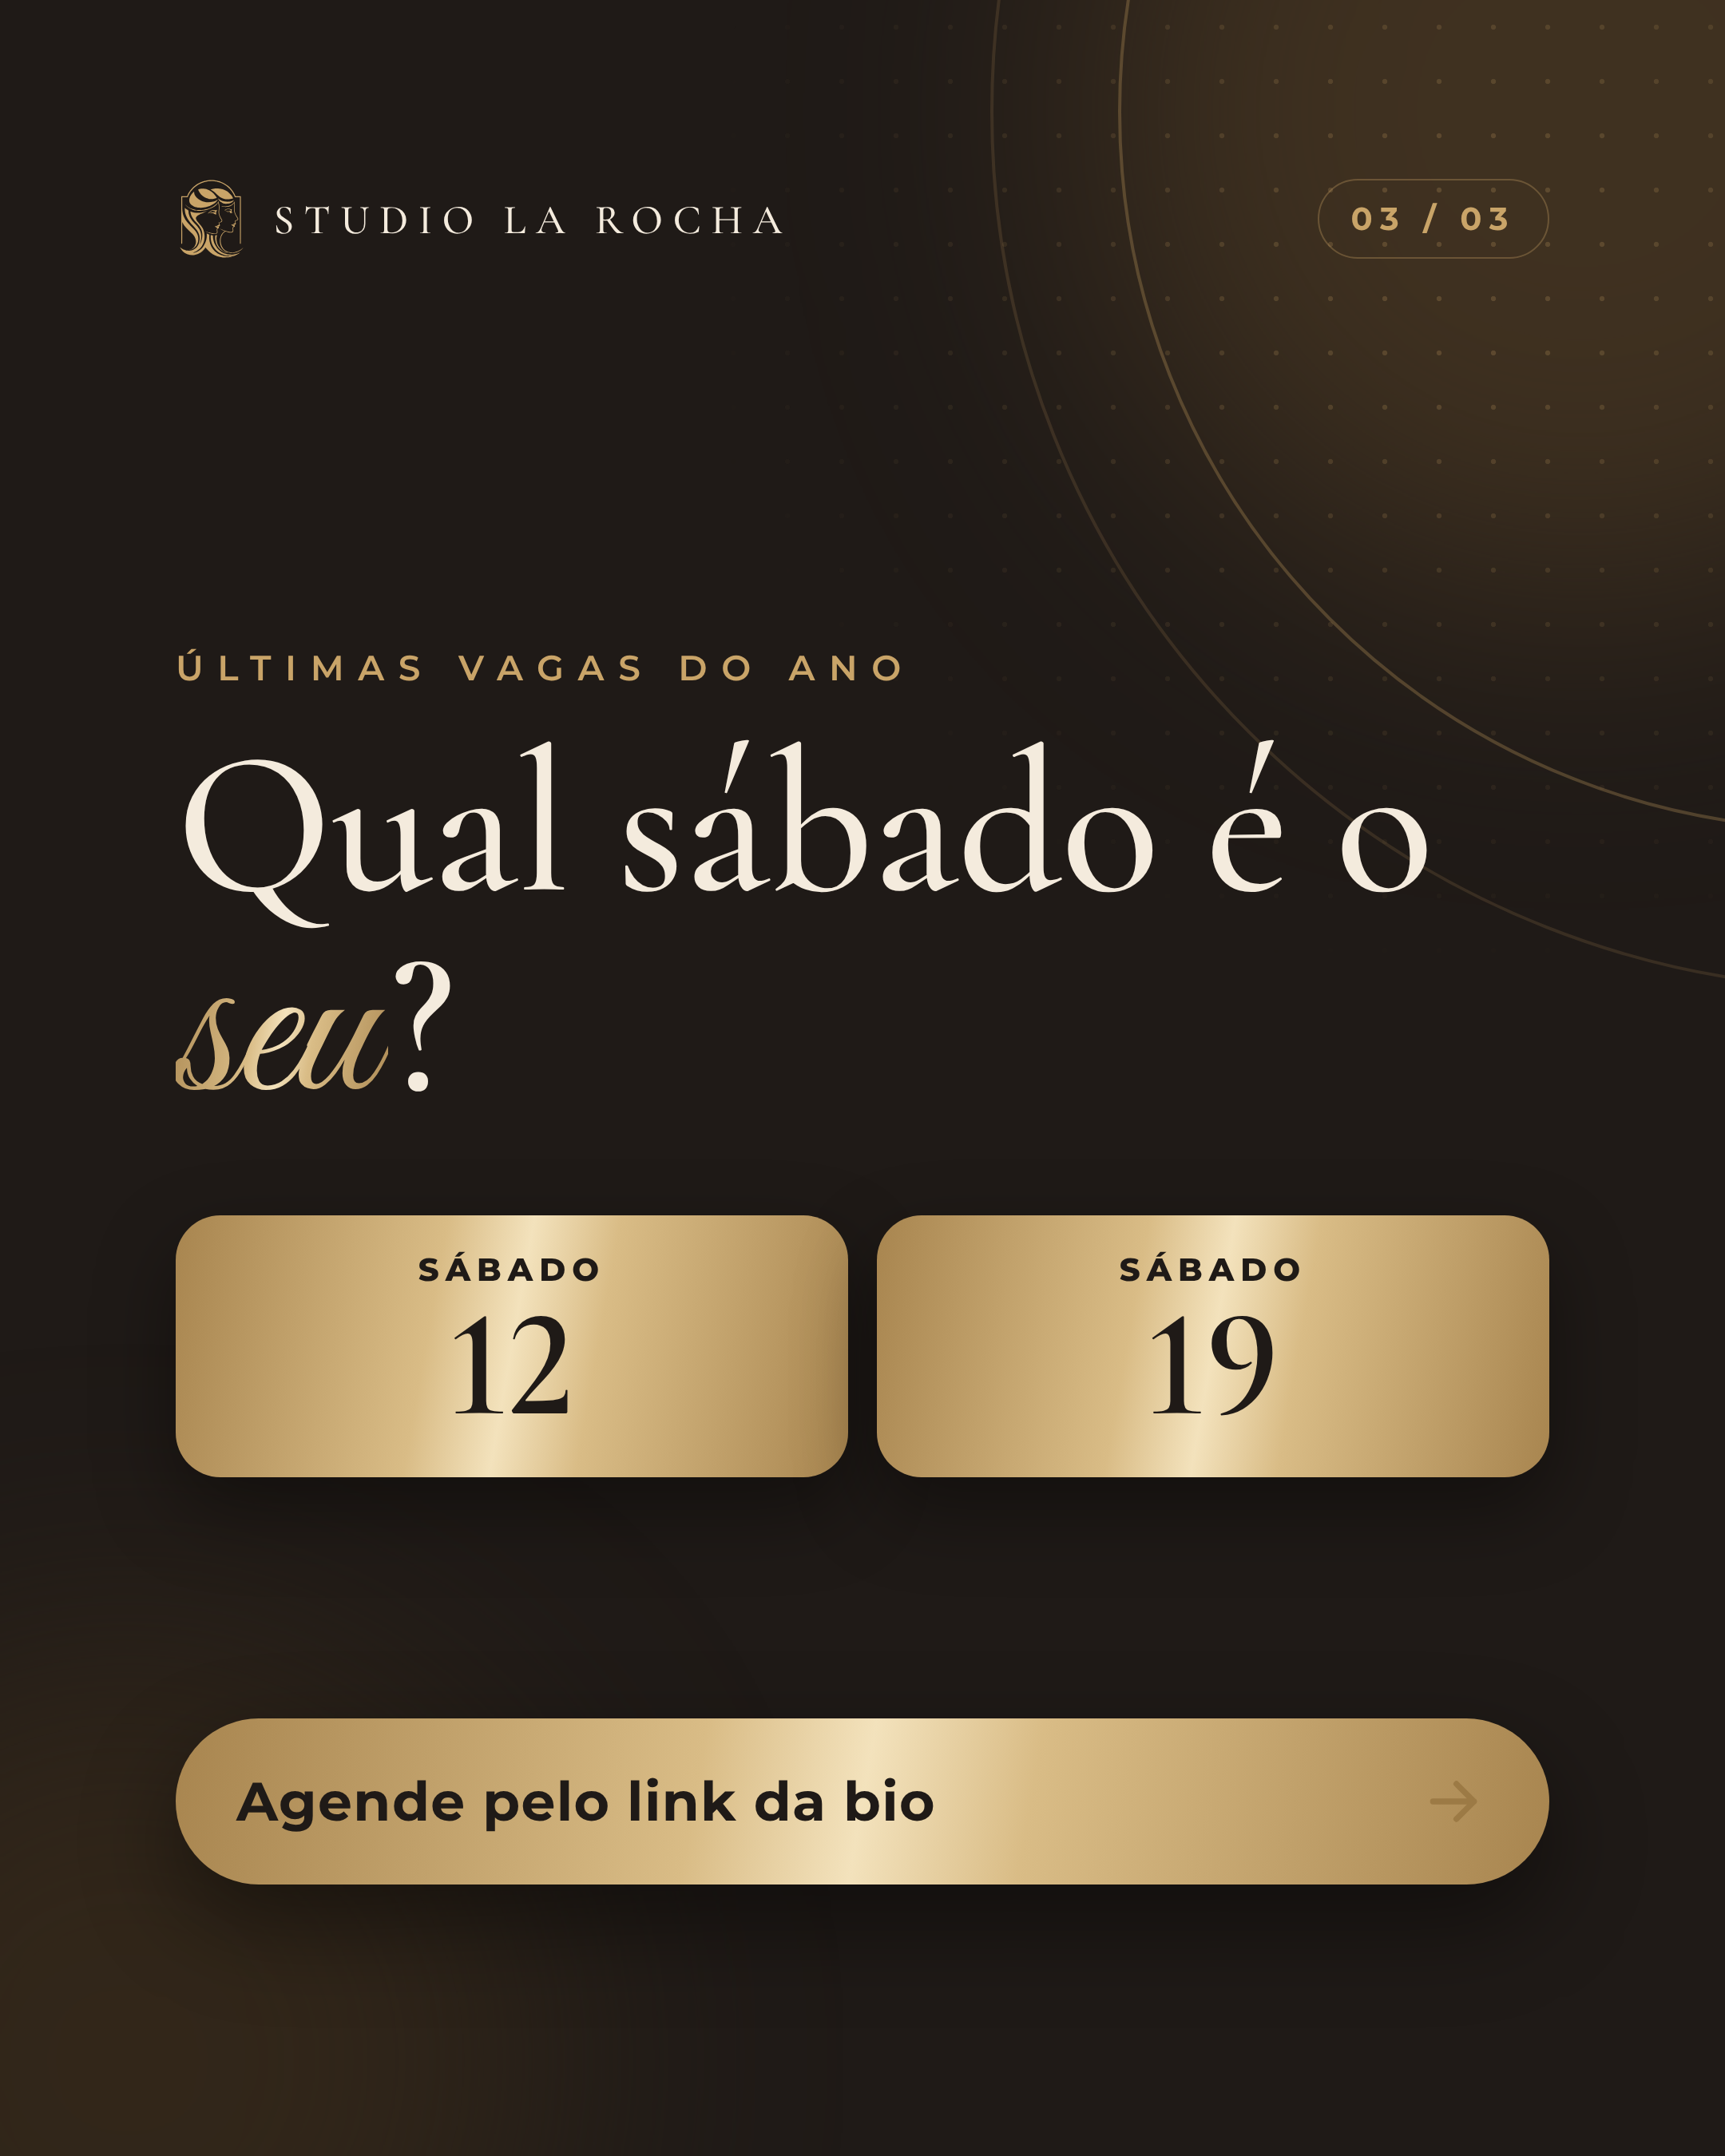 STUDIO LA ROCHA
03 / 03
ÚLTIMAS VAGAS DO ANO
Qual sábado é o
seu?
SÁBADO
12
SÁBADO
19
Agende pelo link da bio